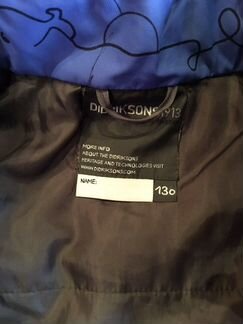 DIDRIKSONS1913
MORE INFO
ABOUT THE DIDRIKSONS
HERITAGE AND TECHNOLOGIES VISIT
WWW.DIDRIKSONS.COM
NAME:
130